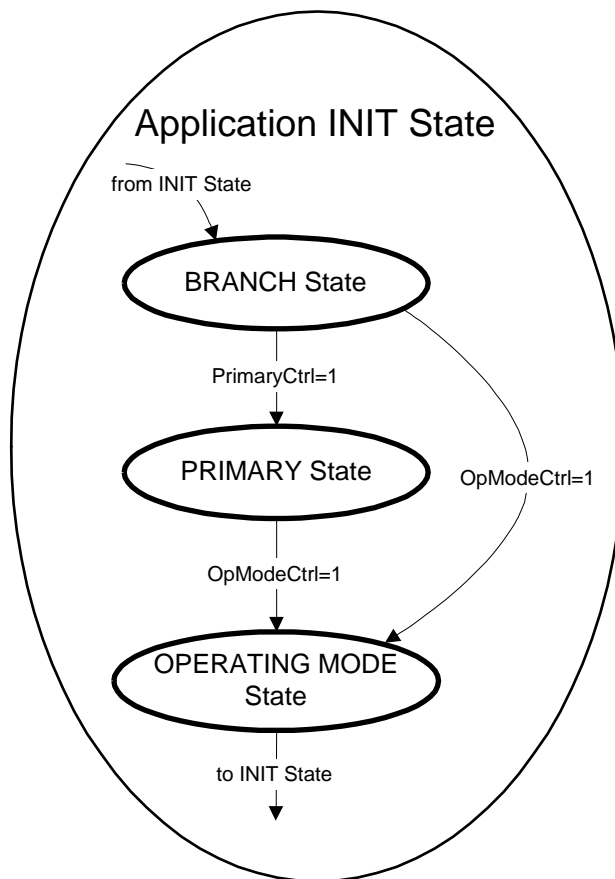 Application INIT State
from INIT State
BRANCH State
PrimaryCtrl=1
PRIMARY State
OpModeCtrl=1
OpModeCtrl=1
OPERATING MODE
State
to INIT State